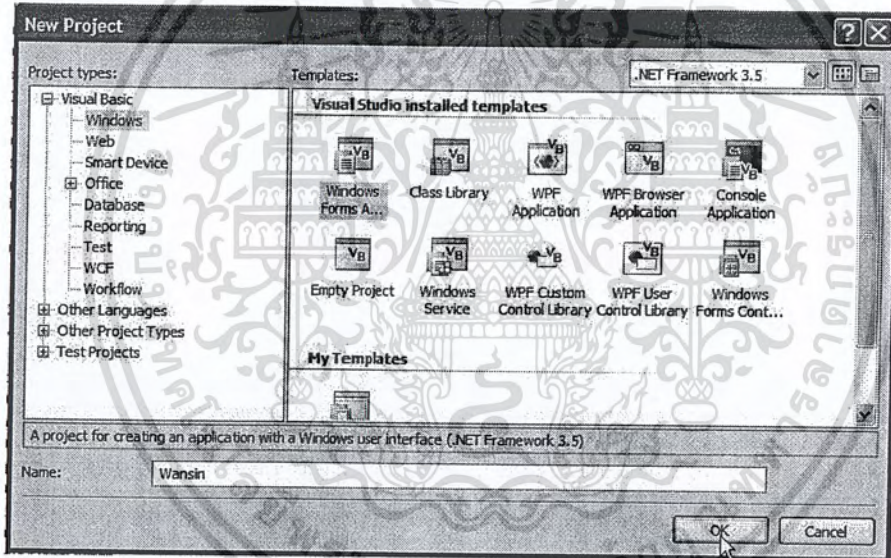 New Project
Project types:
Templates:
.NET Framework 3.5
Visual Basic
Windows
Web
Smart Device
Office
Database
Reporting
Test
WCF
Workflow
Other Languages
Other Project Types
Test Projects
Visual Studio installed templates
Windows Forms A...
Class Library
WPF Application
WPF Browser Application
Console Application
Empty Project
Windows Service
WPF Custom Control Library
WPF User Control Library
Windows Forms Cont...
My Templates
A project for creating an application with a Windows user interface (.NET Framework 3.5)
Name:
Wansin
OK
Cancel